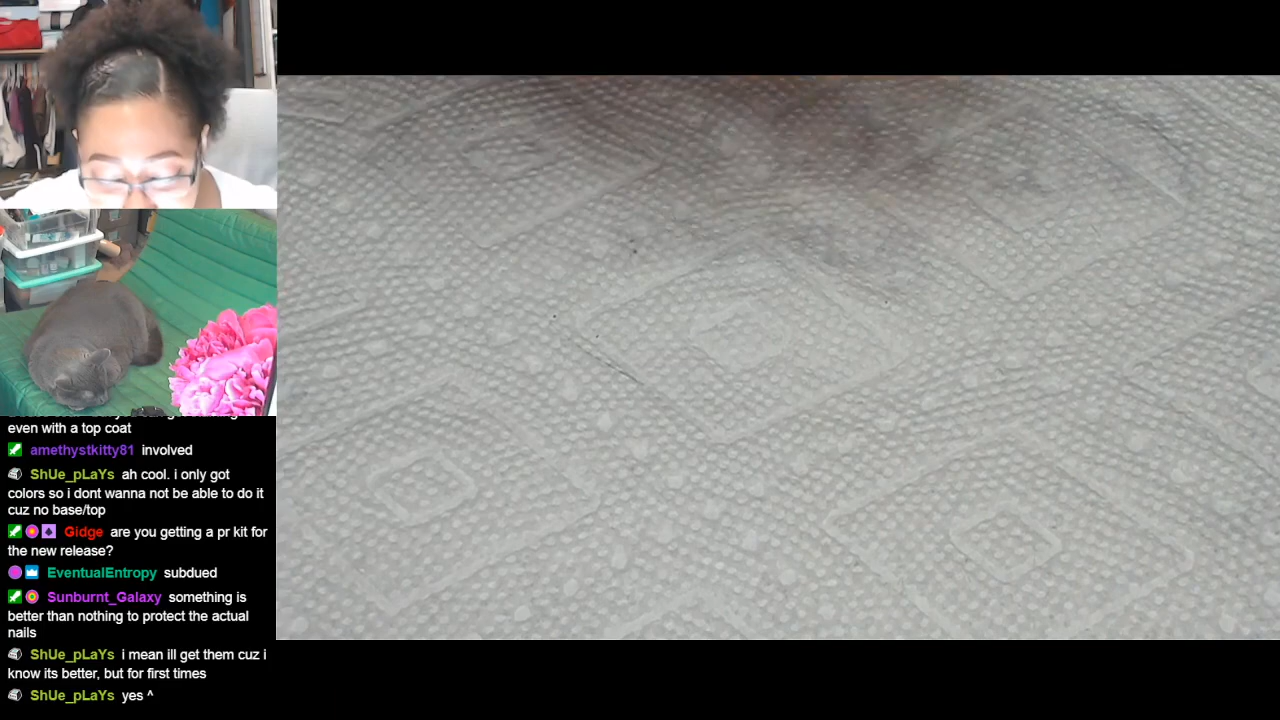 even with a top coat
amethystkitty81 involved
ShUe_pLaYs ah cool. i only got
colors so i dont wanna not be able to do it
cuz no base/top
Gidge are you getting a pr kit for
the new release?
EventualEntropy subdued
Sunburnt_Galaxy something is
better than nothing to protect the actual
nails
ShUe_pLaYs i mean ill get them cuz i
know its better, but for first times
ShUe_pLaYs yes ^